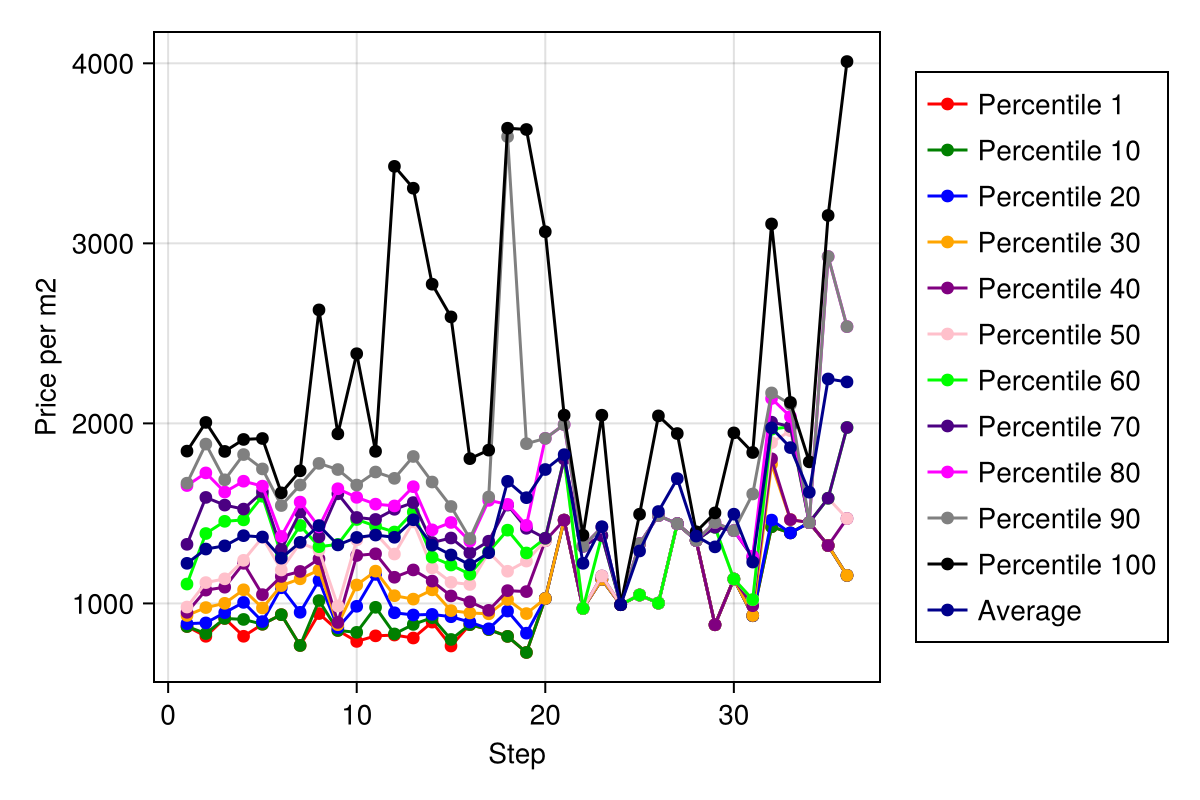 4000
3000
2000
1000
Price per m2
0 10 20 30
Step
Percentile 1
Percentile 10
Percentile 20
Percentile 30
Percentile 40
Percentile 50
Percentile 60
Percentile 70
Percentile 80
Percentile 90
Percentile 100
Average